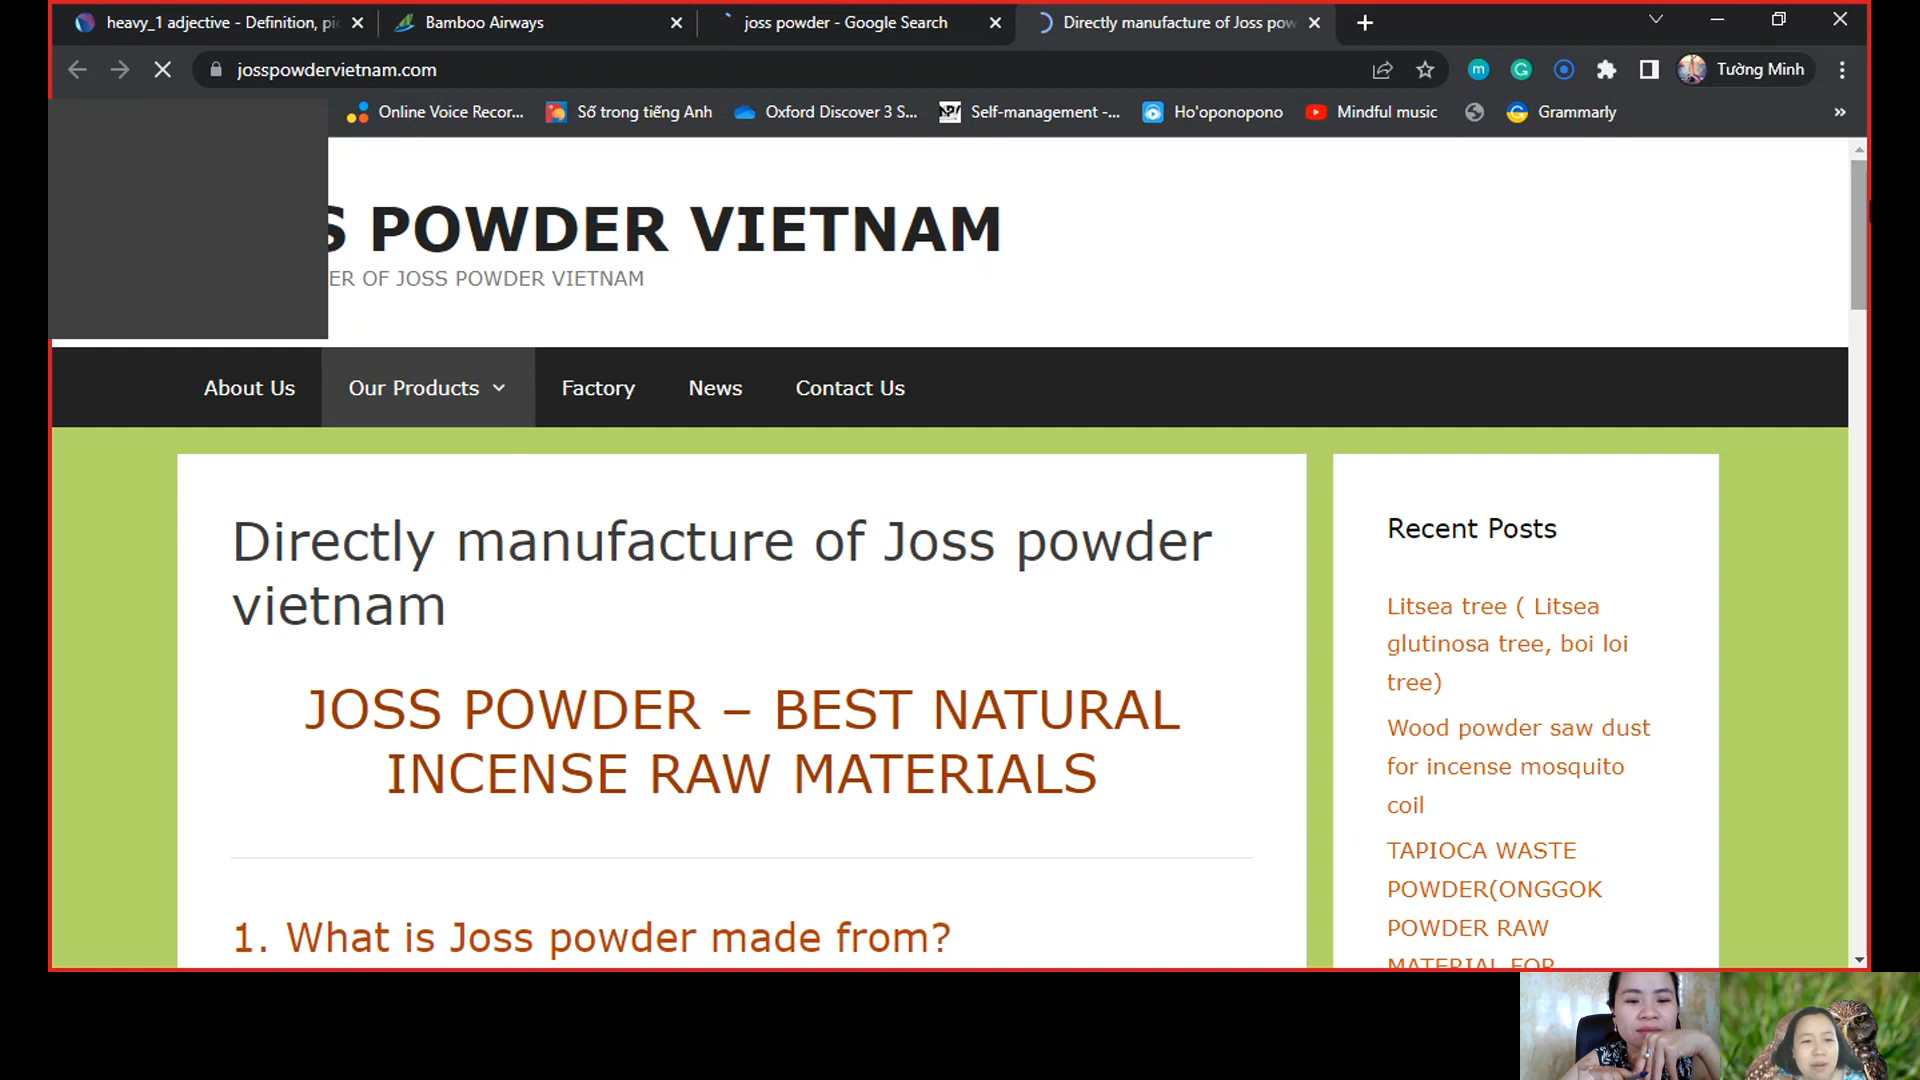 heavy_1 adjective - Definition, pic
Bamboo Airways
joss powder - Google Search
Directly manufacture of Joss pow
josspowdervietnam.com
Tường Minh
Online Voice Recor...
Số trong tiếng Anh
Oxford Discover 3 S...
Self-management -...
Ho'oponopono
Mindful music
Grammarly
S POWDER VIETNAM
ER OF JOSS POWDER VIETNAM
About Us
Our Products
Factory
News
Contact Us
Directly manufacture of Joss powder
vietnam
JOSS POWDER – BEST NATURAL
INCENSE RAW MATERIALS
1. What is Joss powder made from?
Recent Posts
Litsea tree ( Litsea
glutinosa tree, boi loi
tree)
Wood powder saw dust
for incense mosquito
coil
TAPIOCA WASTE
POWDER(ONGGOK
POWDER RAW
MATERIAL FOR